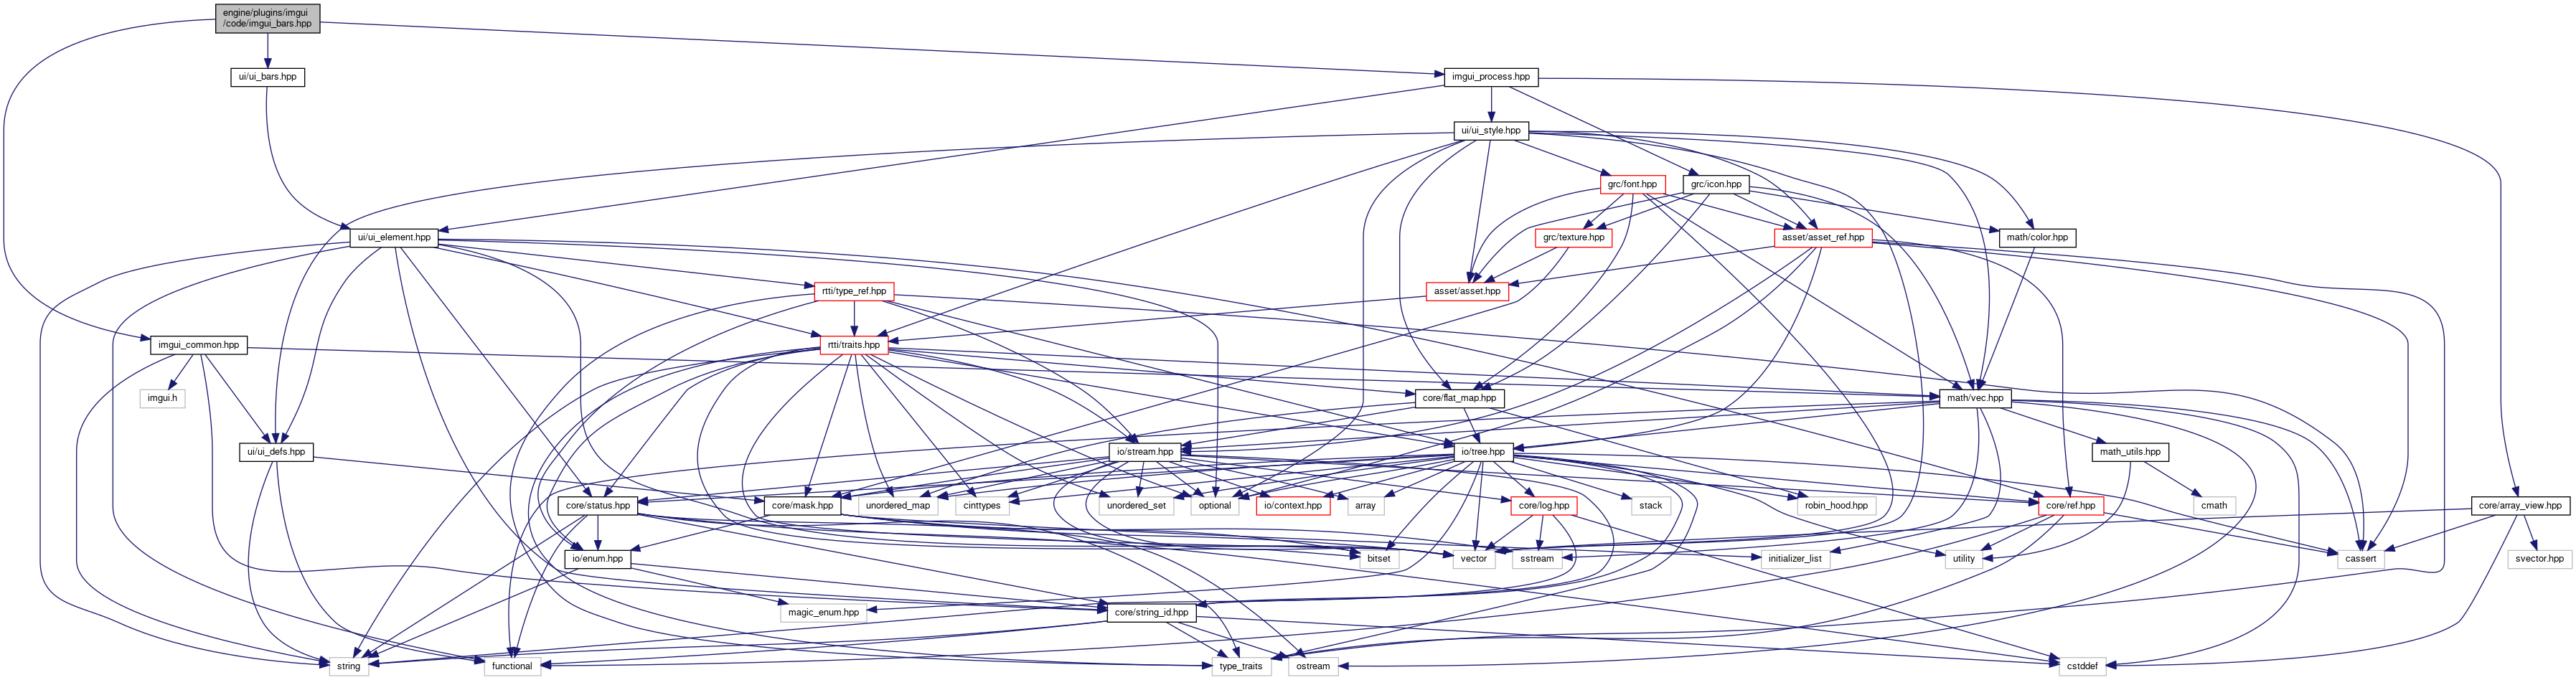 engine/plugins/imgui
/code/imgui_bars.hpp
ui/ui_bars.hpp
imgui_process.hpp
ui/ui_style.hpp
grc/font.hpp
grc/icon.hpp
ui/ui_element.hpp
grc/texture.hpp
asset/asset_ref.hpp
math/color.hpp
rtti/type_ref.hpp
asset/asset.hpp
imgui_common.hpp
rtti/traits.hpp
imgui.h
core/flat_map.hpp
math/vec.hpp
ui/ui_defs.hpp
io/stream.hpp
io/tree.hpp
math_utils.hpp
core/status.hpp
core/mask.hpp
unordered_map
cinttypes
unordered_set
optional
io/context.hpp
array
core/log.hpp
stack
robin_hood.hpp
core/ref.hpp
cmath
core/array_view.hpp
io/enum.hpp
bitset
vector
sstream
initializer_list
utility
cassert
svector.hpp
magic_enum.hpp
core/string_id.hpp
string
functional
type_traits
ostream
cstddef